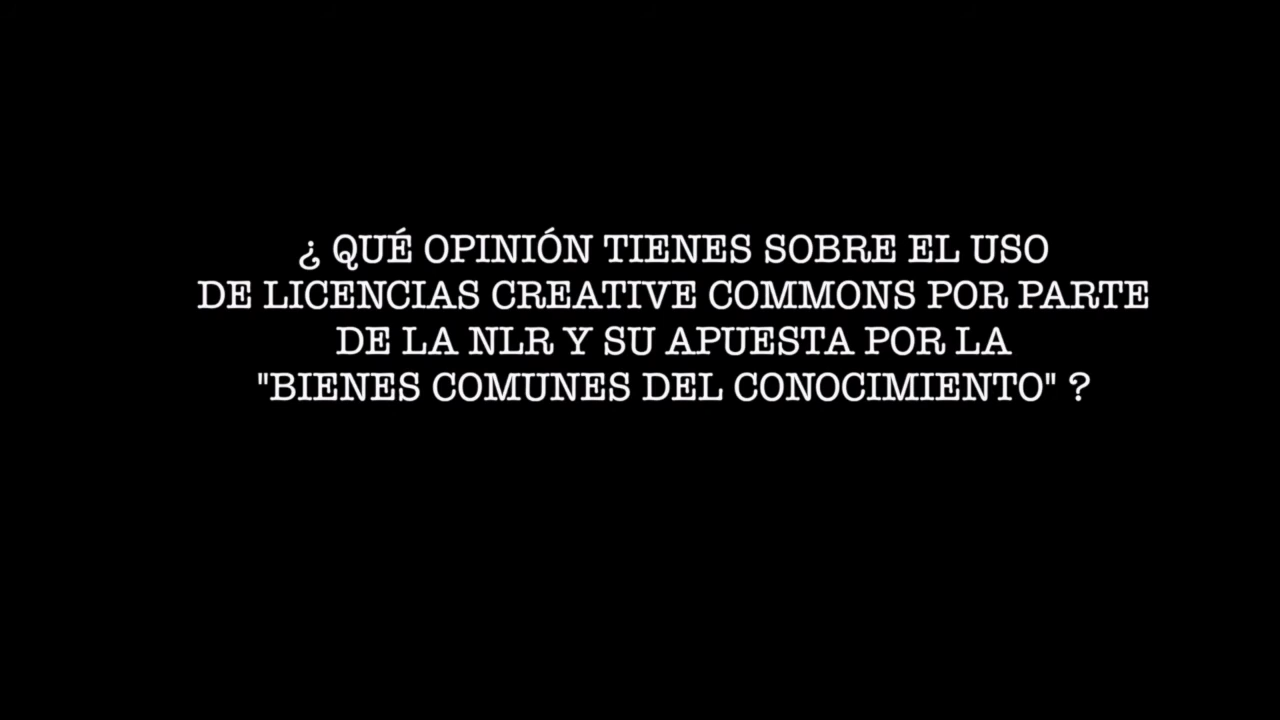 ¿ QUÉ OPINIÓN TIENES SOBRE EL USO
DE LICENCIAS CREATIVE COMMONS POR PARTE
DE LA NLR Y SU APUESTA POR LA
"BIENES COMUNES DEL CONOCIMIENTO" ?